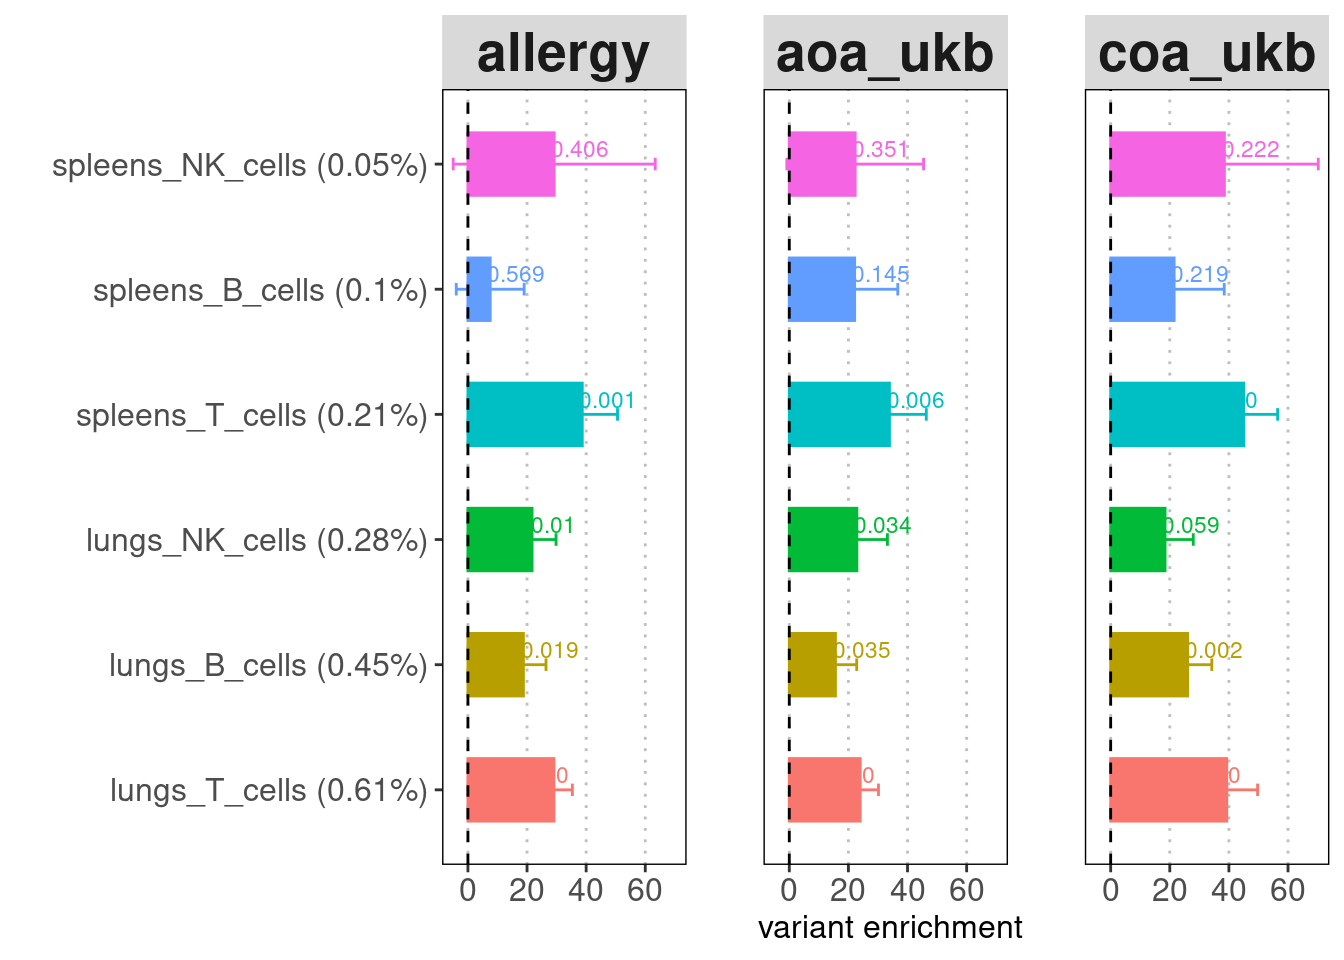 allergy aoa_ukb coa_ukb
spleens_NK_cells (0.05%) 0.406 0.351 0.222
spleens_B_cells (0.1%) 0.569 0.145 0.219
spleens_T_cells (0.21%) 0.001 0.006 0
lungs_NK_cells (0.28%) 0.01 0.034 0.059
lungs_B_cells (0.45%) 0.019 0.035 0.002
lungs_T_cells (0.61%) 0 0 0
0 20 40 60 0 20 40 60 0 20 40 60
variant enrichment